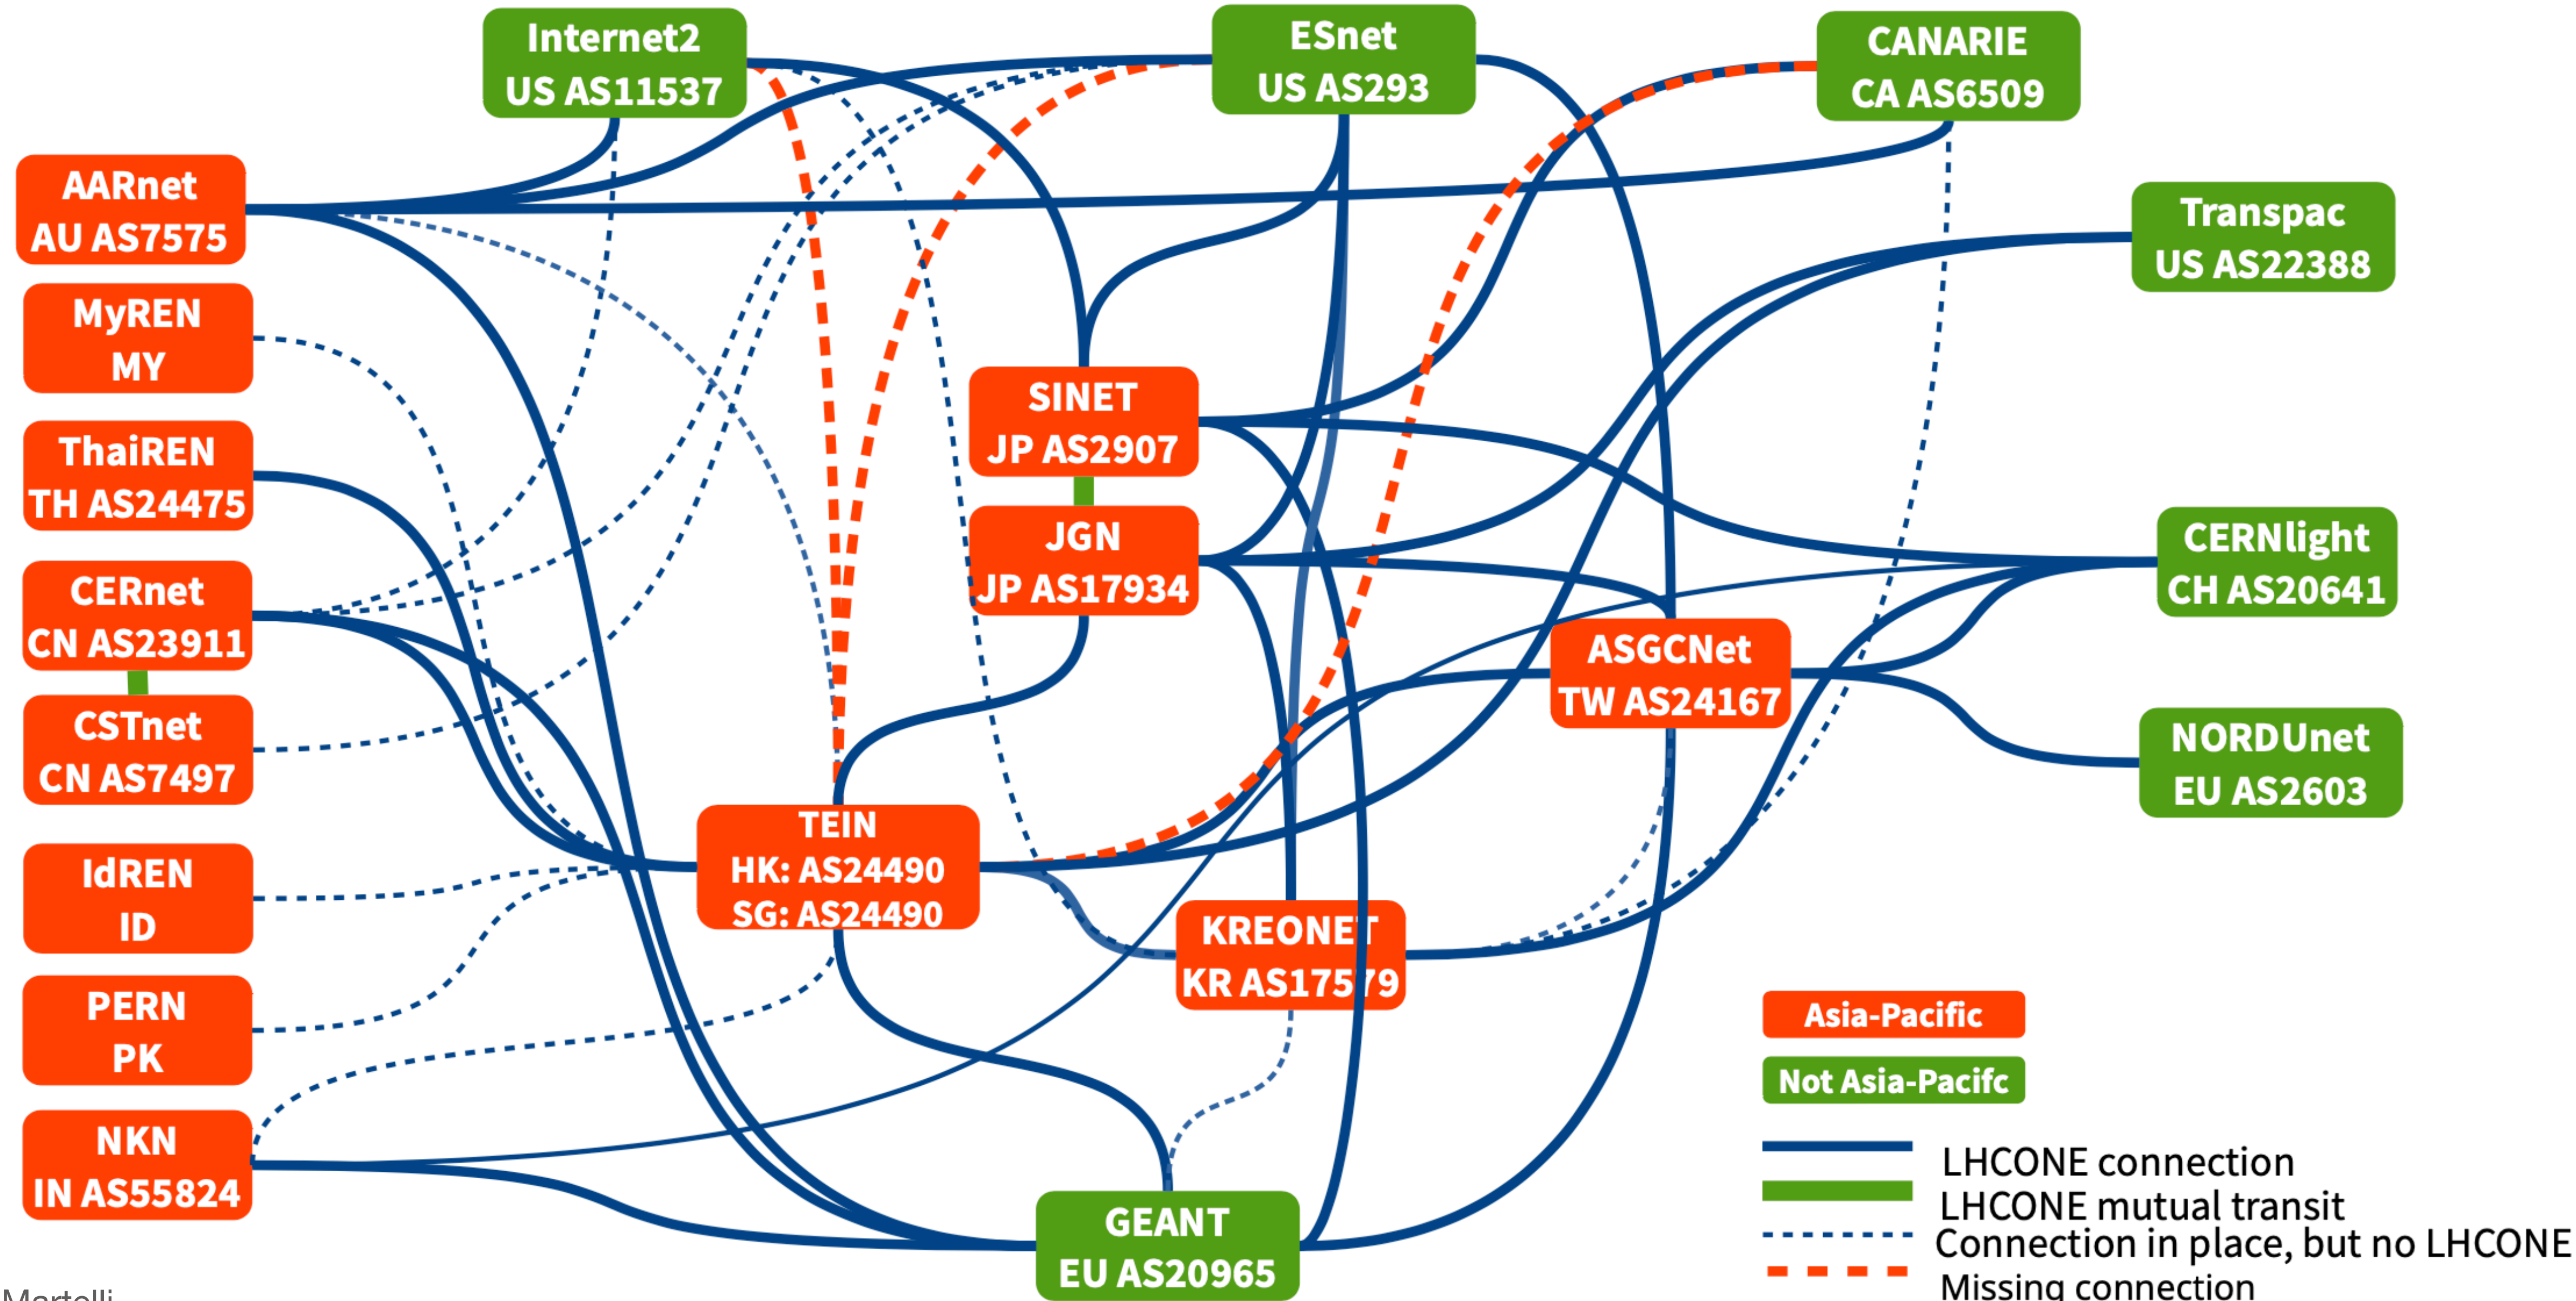 Internet2
US AS11537
ESnet
US AS293
CANARIE
CA AS6509
AARnet
AU AS7575
Transpac
US AS22388
MyREN
MY
SINET
JP AS2907
ThaiREN
TH AS24475
JGN
JP AS17934
CERNlight
CH AS20641
CERnet
CN AS23911
ASGCNet
TW AS24167
CSTnet
CN AS7497
NORDUnet
EU AS2603
TEIN
HK: AS24490
SG: AS24490
IdREN
ID
KREONET
KR AS17579
PERN
PK
NKN
IN AS55824
GEANT
EU AS20965
Asia-Pacific
Not Asia-Pacifc
LHCONE connection
LHCONE mutual transit
Connection in place, but no LHCONE
Missing connection
Martelli